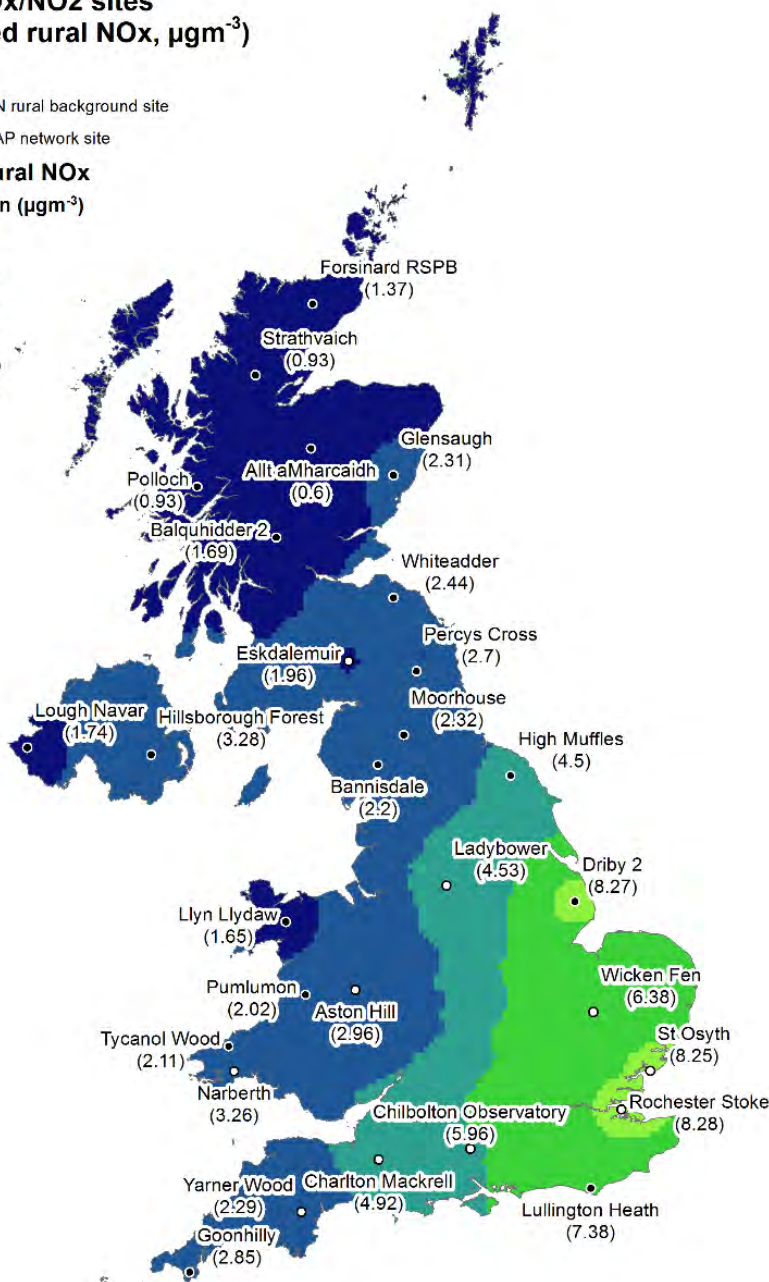 Ox/NO2 sites
ed rural NOx, µgm-3)
N rural background site
AP network site
ural NOx
n (µgm-3)
Forsinard RSPB
(1.37)
Strathvaich
(0.93)
Glensaugh
(2.31)
Allt aMharcaidh
(0.6)
Polloch
(0.93)
Balquhidder 2
(1.69)
Whiteadder
(2.44)
Percys Cross
(2.7)
Eskdalemuir
(1.96)
Moorhouse
(2.32)
Lough Navar
(1.74)
Hillsborough Forest
(3.28)
High Muffles
(4.5)
Bannisdale
(2.2)
Ladybower
(4.53)
Driby 2
(8.27)
Llyn Llydaw
(1.65)
Wicken Fen
(6.38)
Pumlumon
(2.02)
Aston Hill
(2.96)
St Osyth
(8.25)
Tycanol Wood
(2.11)
Narberth
(3.26)
Rochester Stoke
(8.28)
Chilbolton Observatory
(5.96)
Yarner Wood
(2.29)
Charlton Mackrell
(4.92)
Lullington Heath
(7.38)
Goonhilly
(2.85)